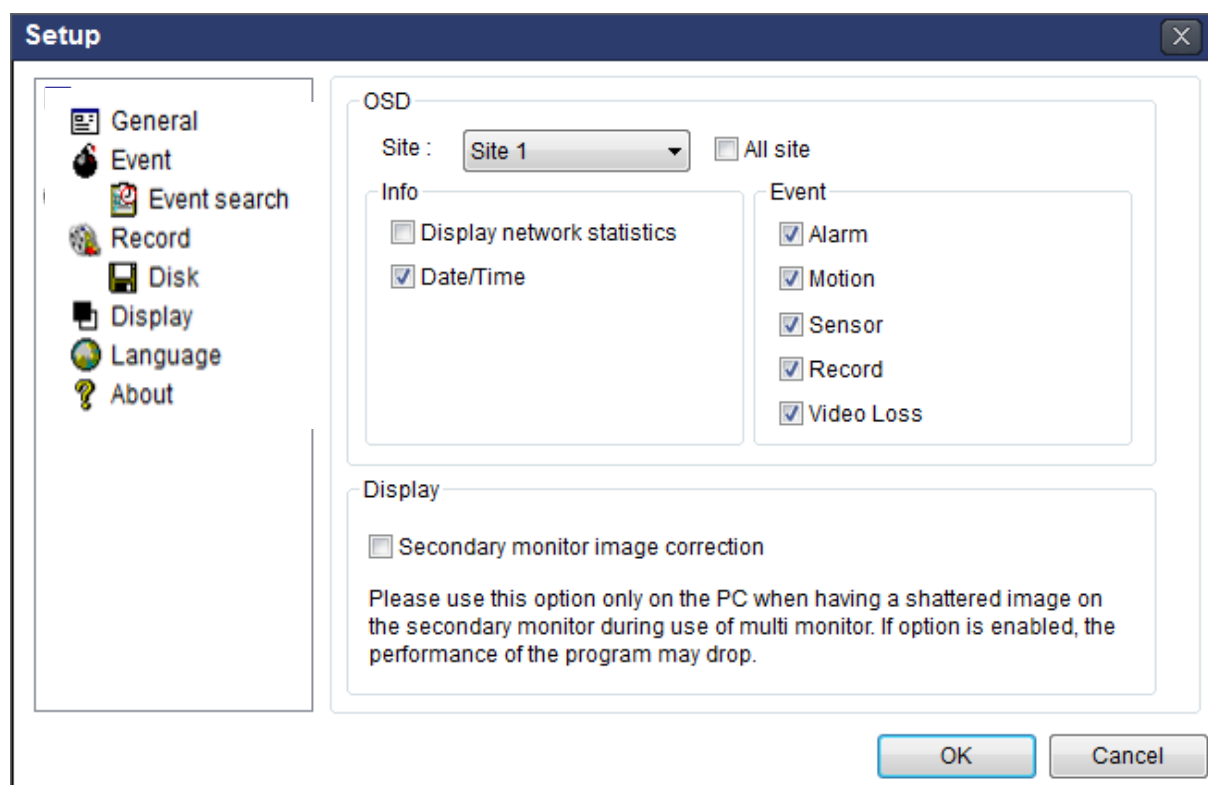 Setup
General
Event
Event search
Record
Disk
Display
Language
About
OSD
Site : Site 1 All site
Info
Display network statistics
Date/Time
Event
Alarm
Motion
Sensor
Record
Video Loss
Display
Secondary monitor image correction
Please use this option only on the PC when having a shattered image on
the secondary monitor during use of multi monitor. If option is enabled, the
performance of the program may drop.
OK Cancel